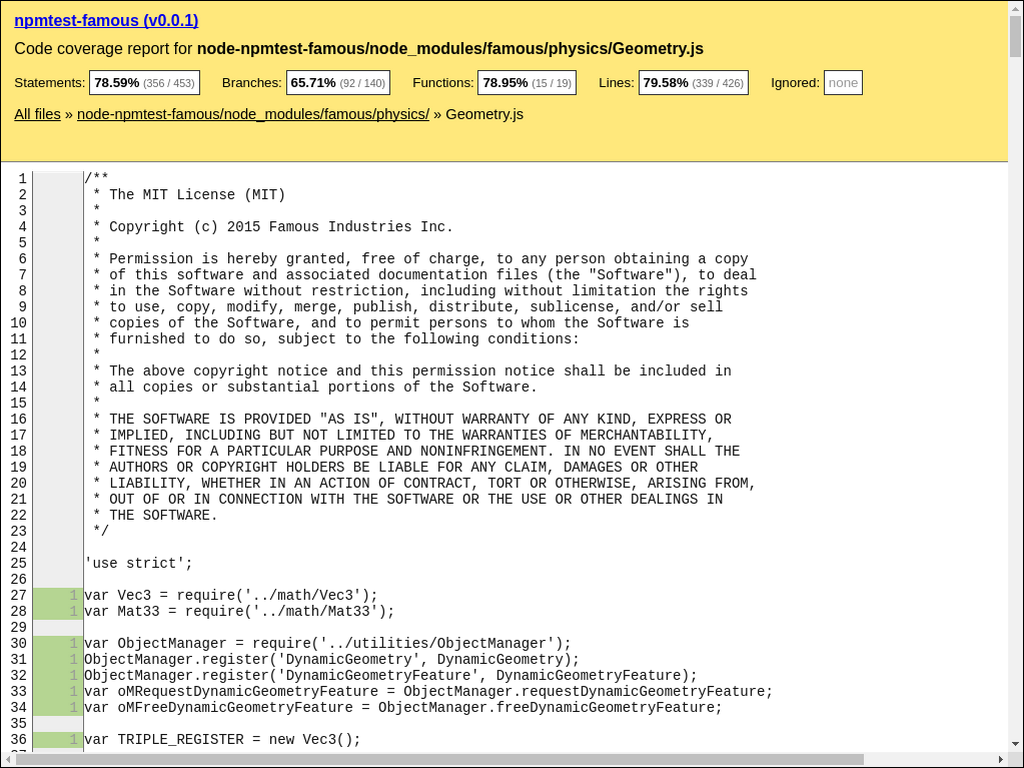 npmtest-famous (v0.0.1)
Code coverage report for node-npmtest-famous/node_modules/famous/physics/Geometry.js
Statements: 78.59% (356 / 453) Branches: 65.71% (92 / 140) Functions: 78.95% (15 / 19) Lines: 79.58% (339 / 426) Ignored: none
All files » node-npmtest-famous/node_modules/famous/physics/ » Geometry.js
1 /**
2 * The MIT License (MIT)
3 *
4 * Copyright (c) 2015 Famous Industries Inc.
5 *
6 * Permission is hereby granted, free of charge, to any person obtaining a copy
7 * of this software and associated documentation files (the "Software"), to deal
8 * in the Software without restriction, including without limitation the rights
9 * to use, copy, modify, merge, publish, distribute, sublicense, and/or sell
10 * copies of the Software, and to permit persons to whom the Software is
11 * furnished to do so, subject to the following conditions:
12 *
13 * The above copyright notice and this permission notice shall be included in
14 * all copies or substantial portions of the Software.
15 *
16 * THE SOFTWARE IS PROVIDED "AS IS", WITHOUT WARRANTY OF ANY KIND, EXPRESS OR
17 * IMPLIED, INCLUDING BUT NOT LIMITED TO THE WARRANTIES OF MERCHANTABILITY,
18 * FITNESS FOR A PARTICULAR PURPOSE AND NONINFRINGEMENT. IN NO EVENT SHALL THE
19 * AUTHORS OR COPYRIGHT HOLDERS BE LIABLE FOR ANY CLAIM, DAMAGES OR OTHER
20 * LIABILITY, WHETHER IN AN ACTION OF CONTRACT, TORT OR OTHERWISE, ARISING FROM,
21 * OUT OF OR IN CONNECTION WITH THE SOFTWARE OR THE USE OR OTHER DEALINGS IN
22 * THE SOFTWARE.
23 */
24
25 'use strict';
26
27 1 var Vec3 = require('../math/Vec3');
28 1 var Mat33 = require('../math/Mat33');
29
30 1 var ObjectManager = require('../utilities/ObjectManager');
31 1 ObjectManager.register('DynamicGeometry', DynamicGeometry);
32 1 ObjectManager.register('DynamicGeometryFeature', DynamicGeometryFeature);
33 1 var oMRequestDynamicGeometryFeature = ObjectManager.requestDynamicGeometryFeature;
34 1 var oMFreeDynamicGeometryFeature = ObjectManager.freeDynamicGeometryFeature;
35
36 1 var TRIPLE_REGISTER = new Vec3();